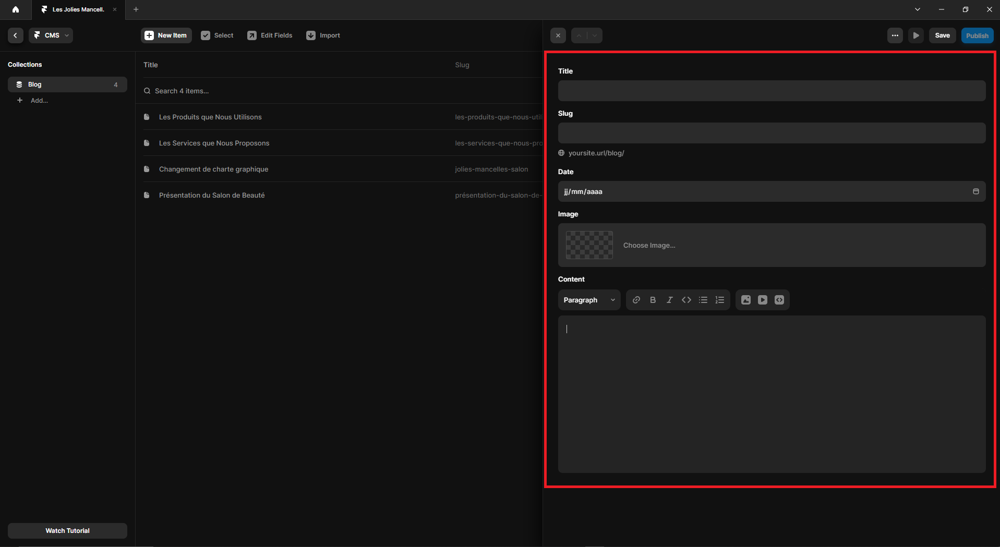 Les Jolies Mancell.
CMS
New Item
Select
Edit Fields
Import
Save
Publish
Collections
Blog 4
Add...
Title Slug
Search 4 items...
Les Produits que Nous Utilisons les-produits-que-nous-util
Les Services que Nous Proposons les-services-que-nous-pro
Changement de charte graphique jolies-mancelles-salon
Présentation du Salon de Beauté présentation-du-salon-de-
Watch Tutorial
Title
Slug
yoursite.url/blog/
Date
jj/mm/aaaa
Image
Choose Image...
Content
Paragraph